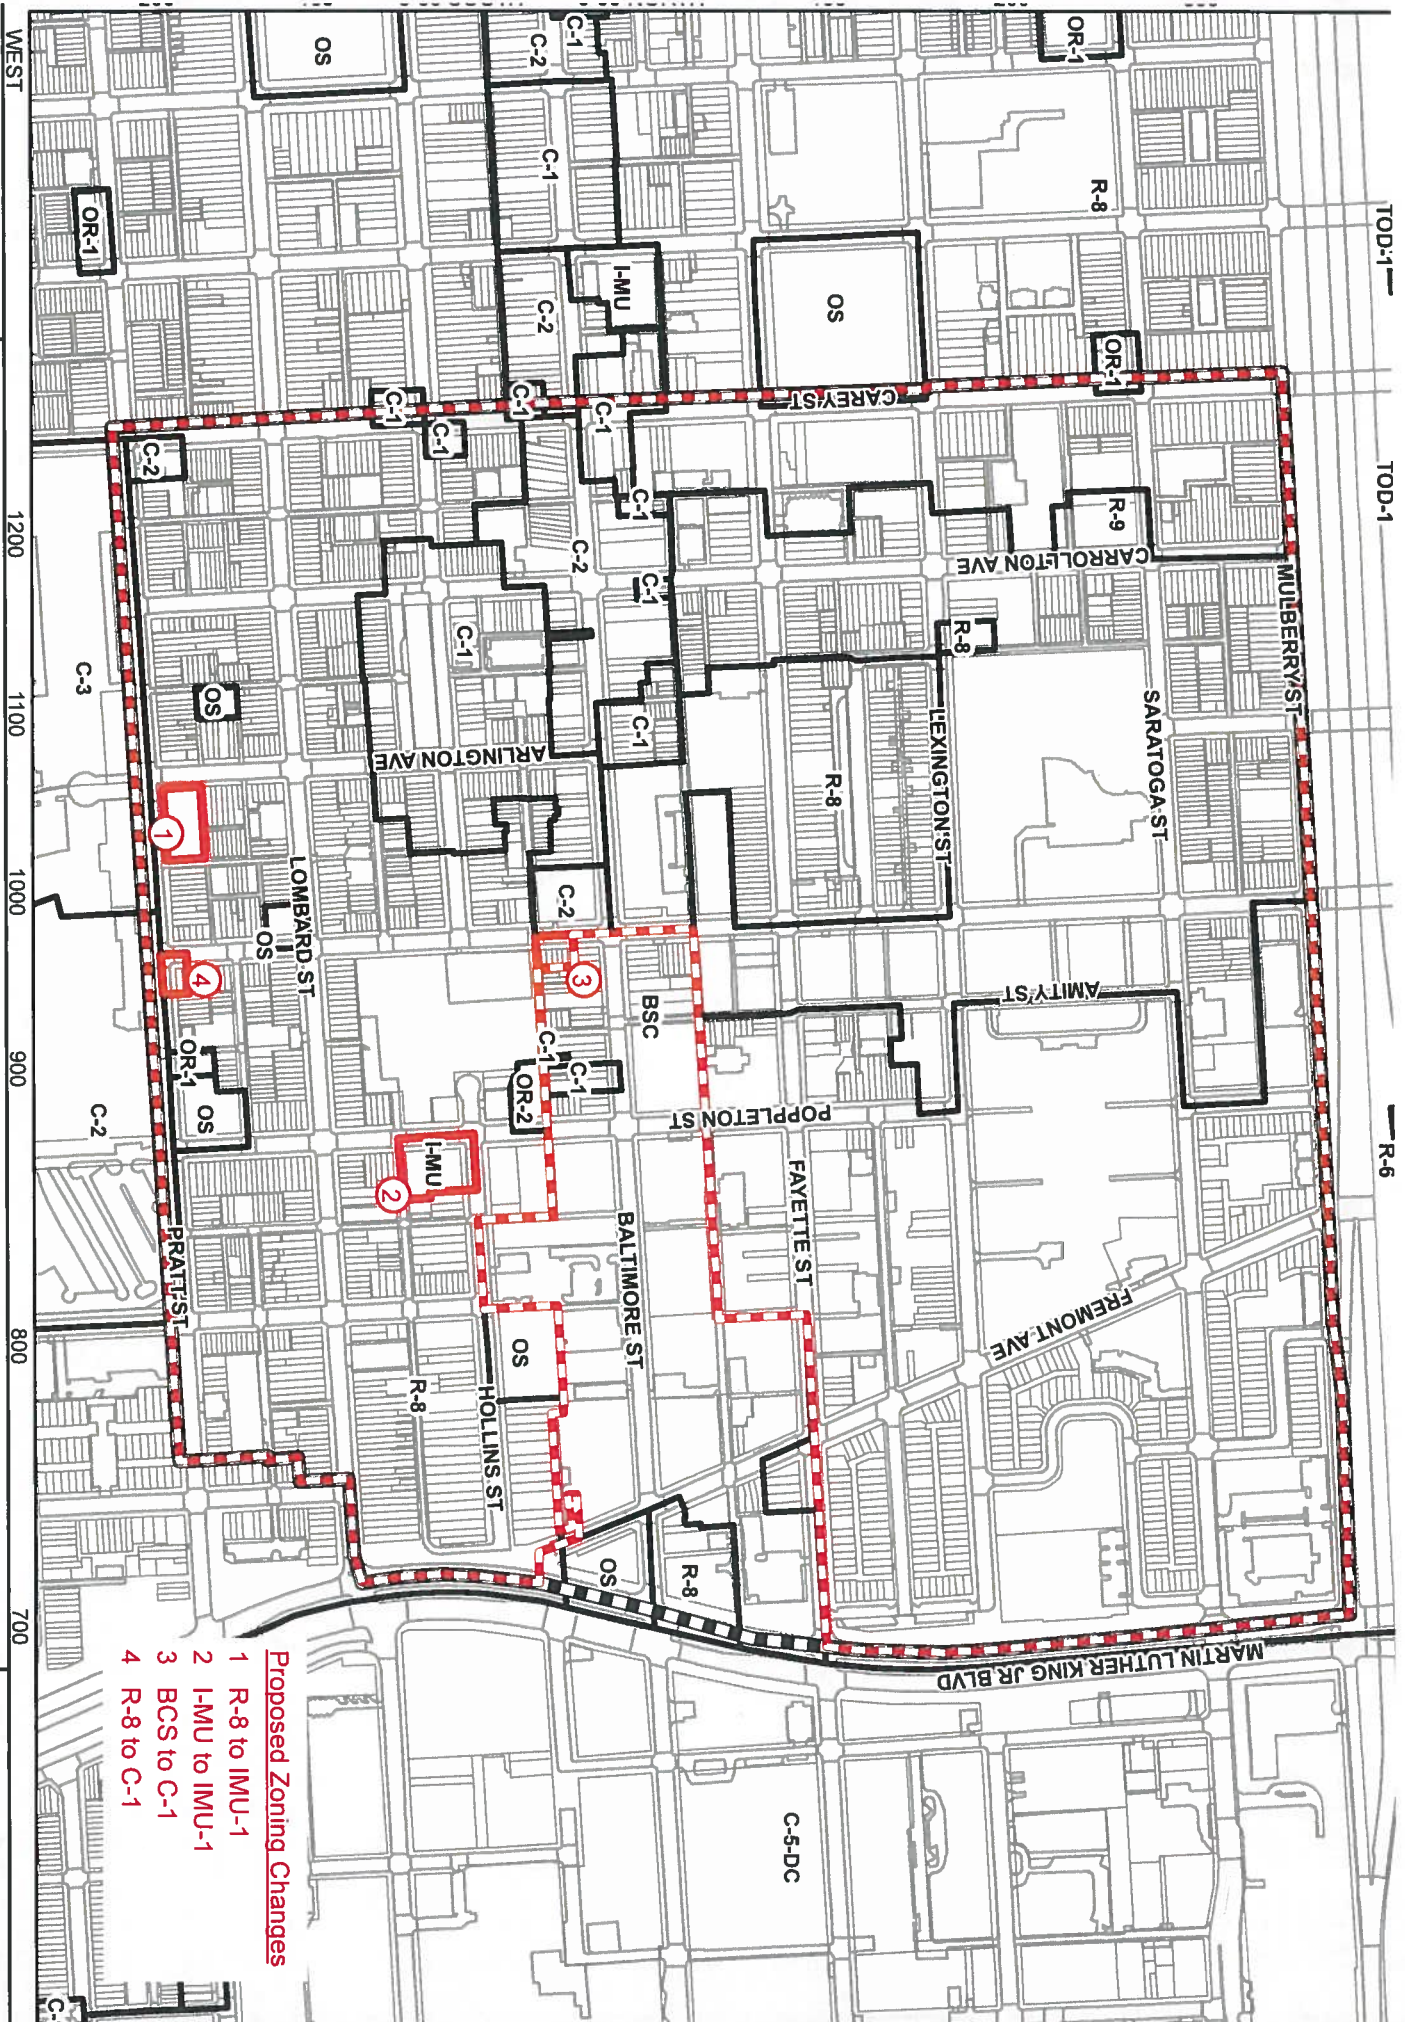 TOD-1
TOD-1
R-6
OR-1
R-8
OR-1
MULBERRY ST
R-9
CARROLLTON AVE
SARATOGA ST
OS
CAREY ST
R-8
LEXINGTON ST
R-8
AMITY ST
POPPLETON ST
FAYETTE ST
FREMONT AVE
MARTIN LUTHER KING JR BLVD
C-1
C-2
C-1
I-MU
C-2
C-1
C-1
C-1
C-1
C-2
C-1
C-1
C-1
C-1
ARLINGTON AVE
C-2
BSC
3
C-1
C-1
OR-2
BALTIMORE ST
OS
HOLLINS ST
OS
R-8
C-5-DC
OS
OR-1
C-2
OS
1
LOMBARD ST
OS
4
OR-1
OS
I-MU
2
R-8
PRATT ST
C-3
C-2
C-
WEST
1200
1100
1000
900
800
700
Proposed Zoning Changes
1 R-8 to IMU-1
2 I-MU to IMU-1
3 BCS to C-1
4 R-8 to C-1